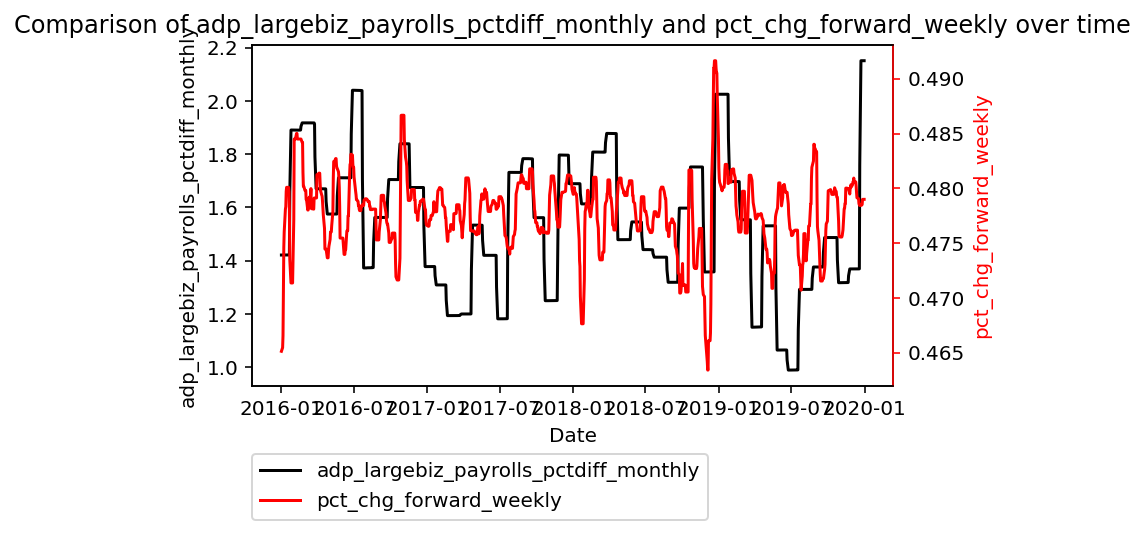 Comparison of adp_largebiz_payrolls_pctdiff_monthly and pct_chg_forward_weekly over time
adp_largebiz_payrolls_pctdiff_monthly
2.2
2.0
1.8
1.6
1.4
1.2
1.0
0.490
0.485
0.480
0.475
0.470
0.465
pct_chg_forward_weekly
2016-01 2016-07 2017-01 2017-07 2018-01 2018-07 2019-01 2019-07 2020-01
Date
adp_largebiz_payrolls_pctdiff_monthly
pct_chg_forward_weekly